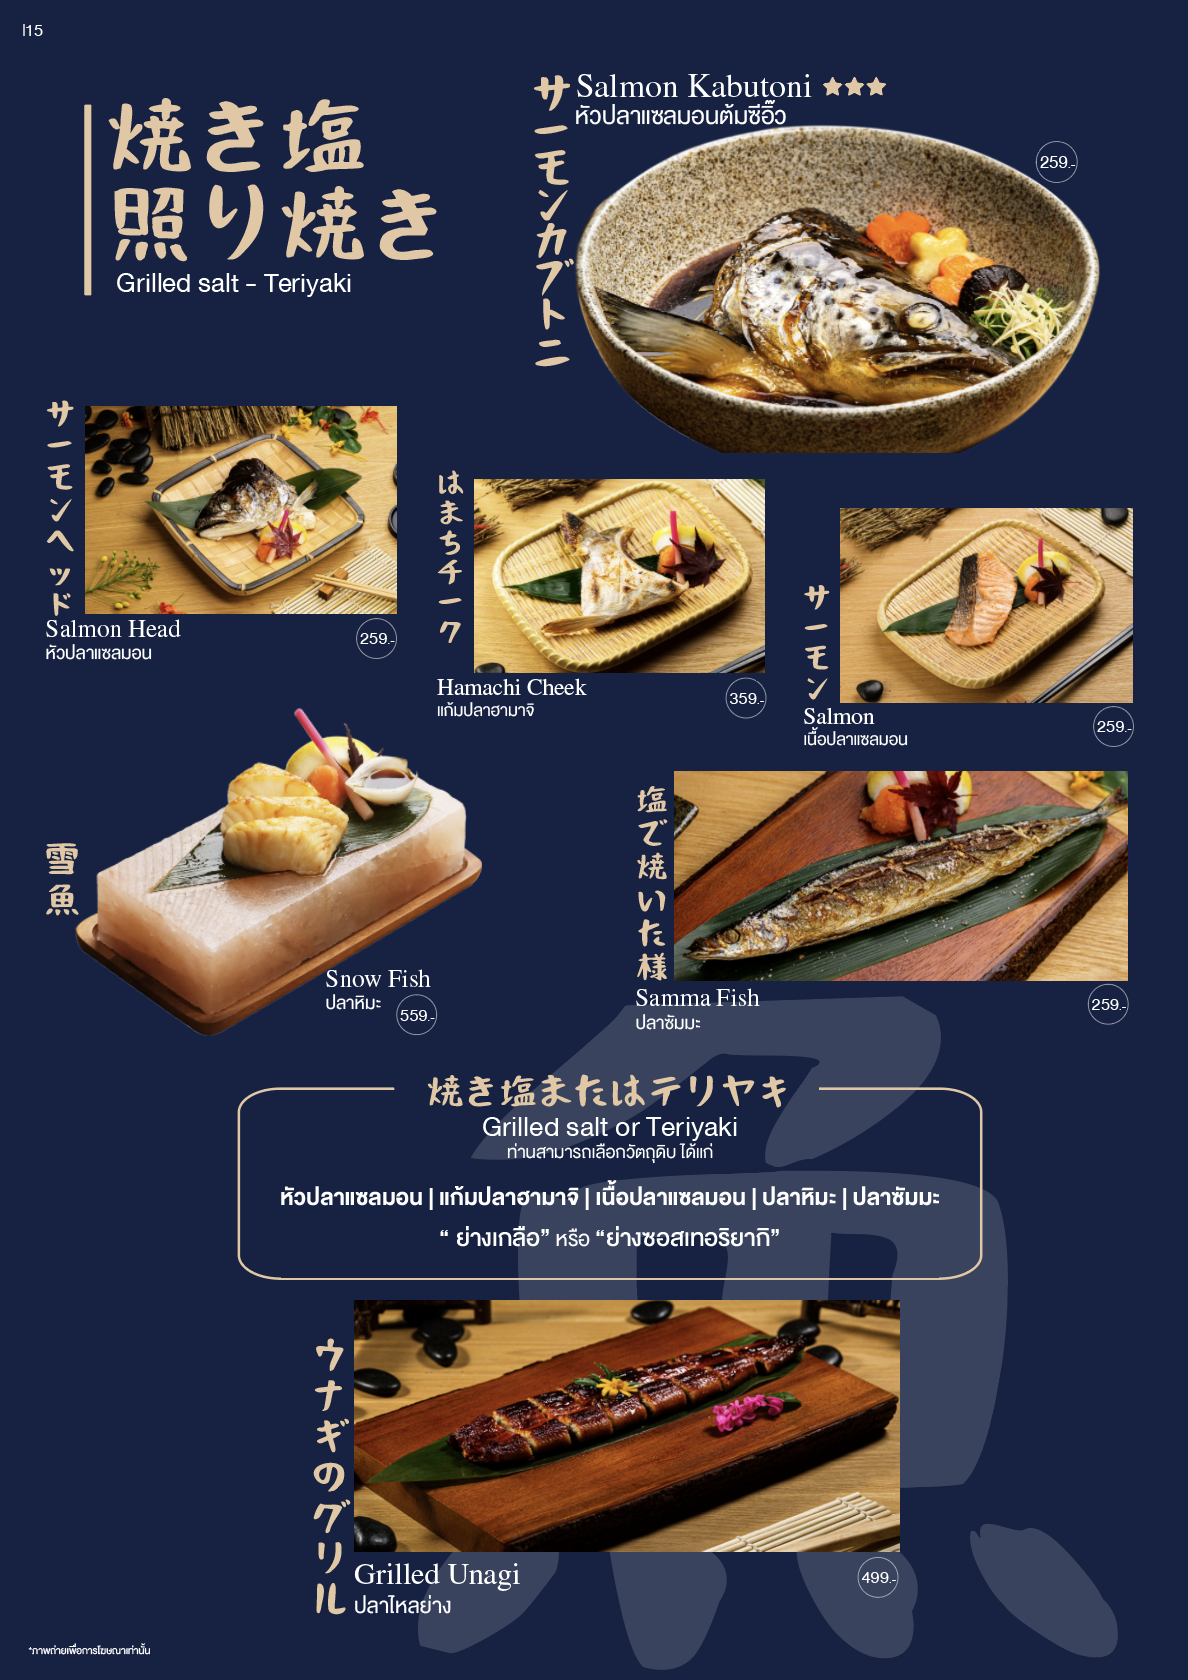 |15
焼き塩
照り焼き
Grilled salt - Teriyaki
サーモンカブトニ
Salmon Kabutoni ★★★
หัวปลาแซลมอนต้มซีอิ๊ว
259.-
サーモンヘッド
Salmon Head
หัวปลาแซลมอน
259.-
はまちチーク
Hamachi Cheek
แก้มปลาฮามาจิ
359.-
サーモン
Salmon
เนื้อปลาแซลมอน
259.-
雪魚
Snow Fish
ปลาหิมะ
559.-
塩で焼いた様
Samma Fish
ปลาซัมมะ
259.-
焼き塩またはテリヤキ
Grilled salt or Teriyaki
ท่านสามารถเลือกวัตถุดิบ ได้แก่
หัวปลาแซลมอน | แก้มปลาฮามาจิ | เนื้อปลาแซลมอน | ปลาหิมะ | ปลาซัมมะ
“ ย่างเกลือ” หรือ “ย่างซอสเทอริยากิ”
ウナギのグリル
Grilled Unagi
ปลาไหลย่าง
499.-
魚
*ภาพถ่ายเพื่อการโฆษณาเท่านั้น